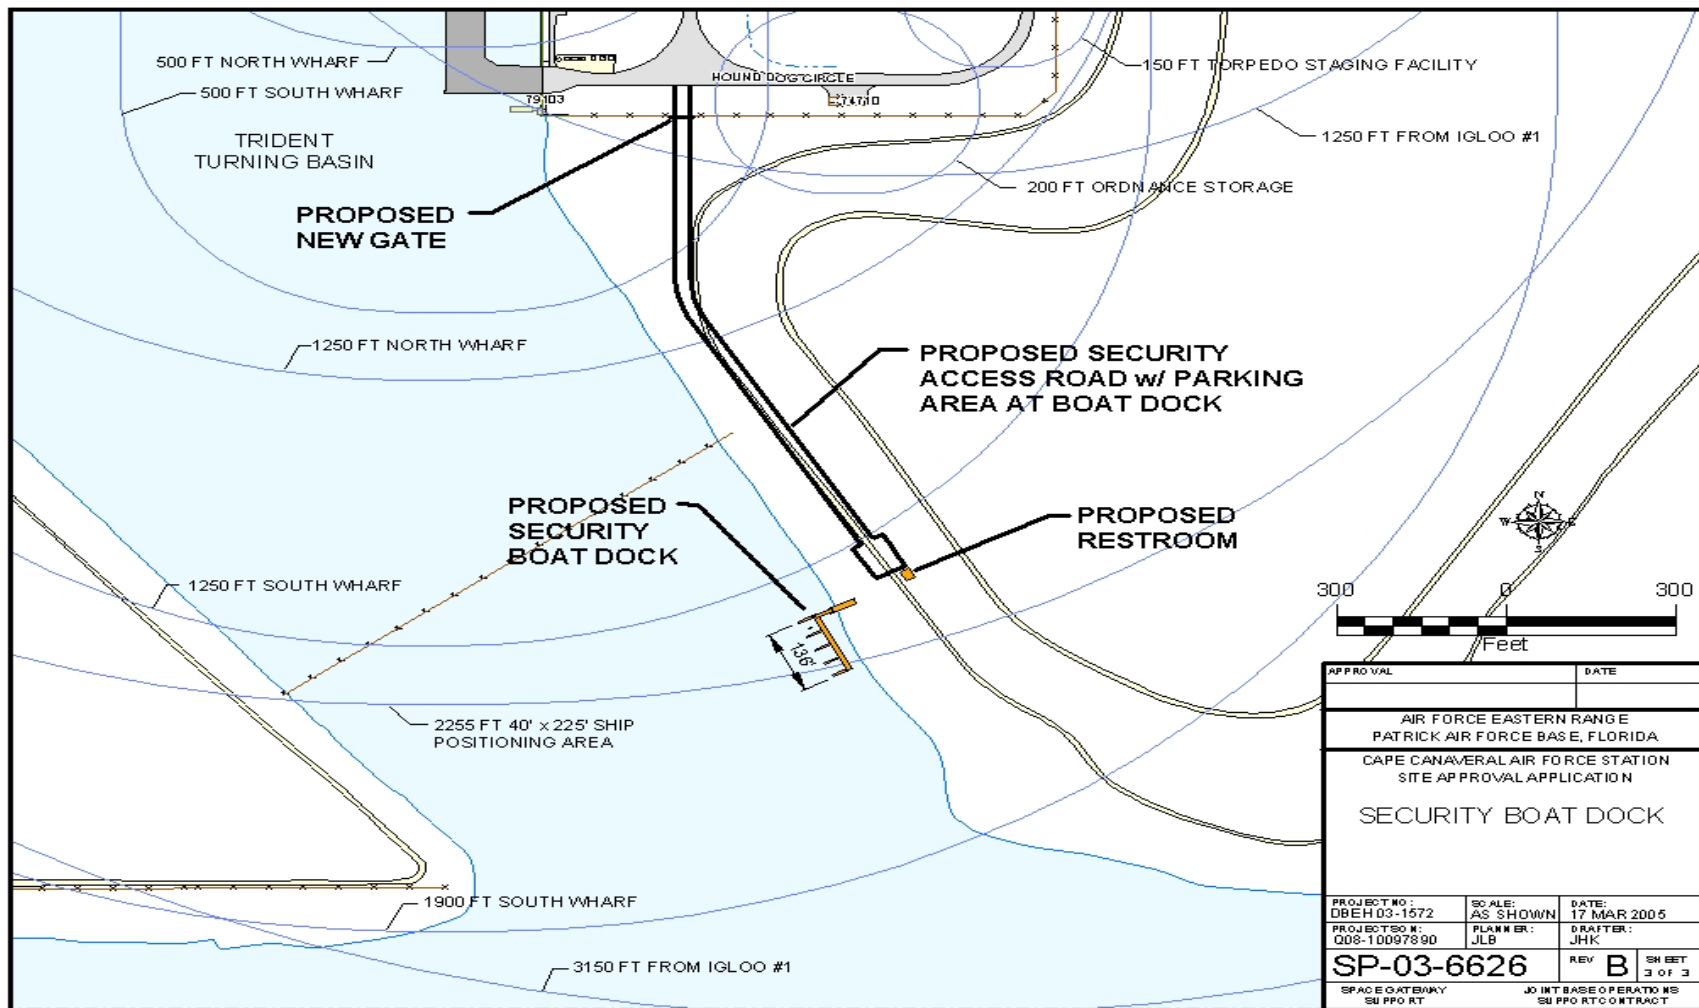 500 FT NORTH WHARF
500 FT SOUTH WHARF
TRIDENT
TURNING BASIN
HOUND DOG CIRCLE
79103
74710
150 FT TORPEDO STAGING FACILITY
1250 FT FROM IGLOO #1
200 FT ORDNANCE STORAGE
PROPOSED
NEW GATE
1250 FT NORTH WHARF
PROPOSED SECURITY
ACCESS ROAD w/ PARKING
AREA AT BOAT DOCK
PROPOSED
SECURITY
BOAT DOCK
PROPOSED
RESTROOM
N
W E
S
1250 FT SOUTH WHARF
300 0 300
Feet
136'
2255 FT 40' x 225' SHIP
POSITIONING AREA
1900 FT SOUTH WHARF
3150 FT FROM IGLOO #1
APPROVAL DATE
AIR FORCE EASTERN RANGE
PATRICK AIR FORCE BASE, FLORIDA
CAPE CANAVERAL AIR FORCE STATION
SITE APPROVAL APPLICATION
SECURITY BOAT DOCK
PROJECT NO: SCALE: DATE:
DBEH03-1572 AS SHOWN 17 MAR 2005
PROJECTSON: PLANNER: DRAFTER:
Q08-10097890 JLB JHK
SP-03-6626 REV B SHEET
3 OF 3
SPACE GATEWAY JOINT BASE OPERATIONS
SUPPORT SUPPORT CONTRACT